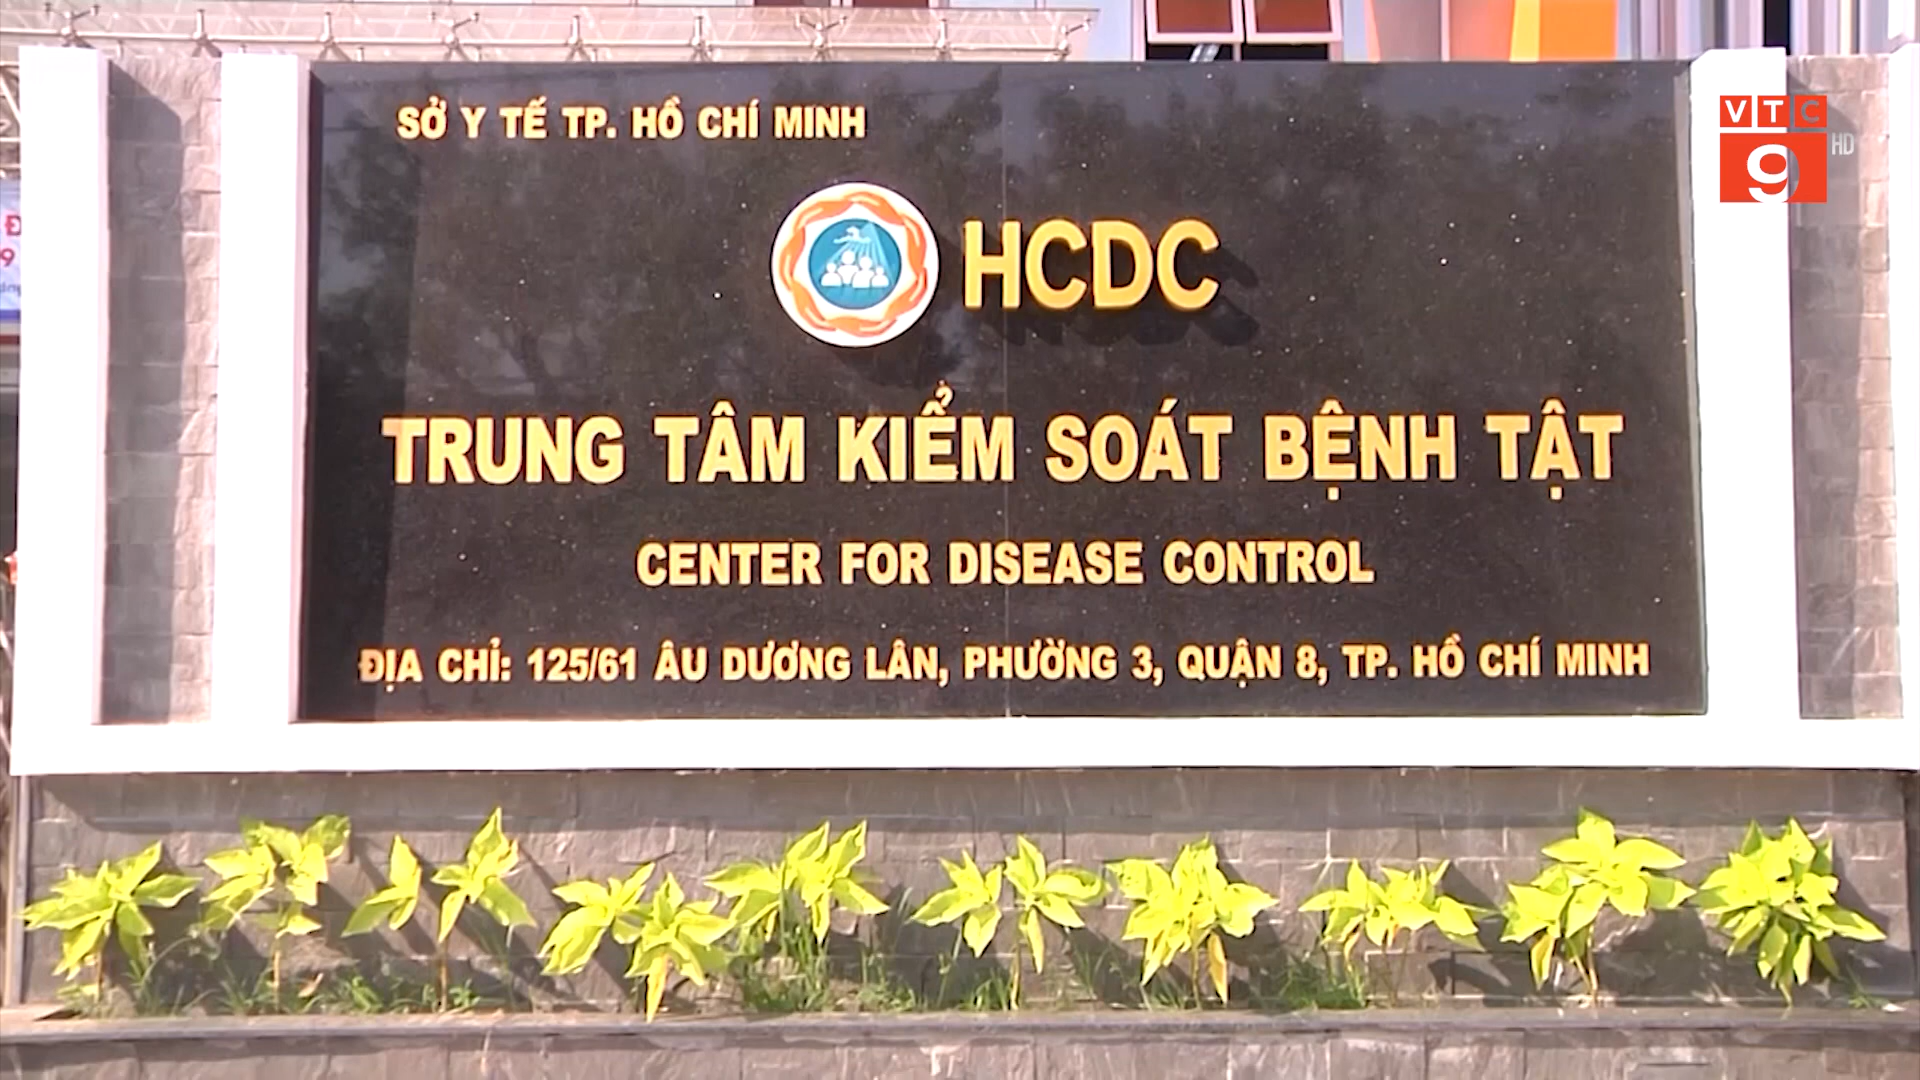 SỞ Y TẾ TP. HỒ CHÍ MINH
VTC
9
HD
HCDC
TRUNG TÂM KIỂM SOÁT BỆNH TẬT
CENTER FOR DISEASE CONTROL
ĐỊA CHỈ: 125/61 ÂU DƯƠNG LÂN, PHƯỜNG 3, QUẬN 8, TP. HỒ CHÍ MINH